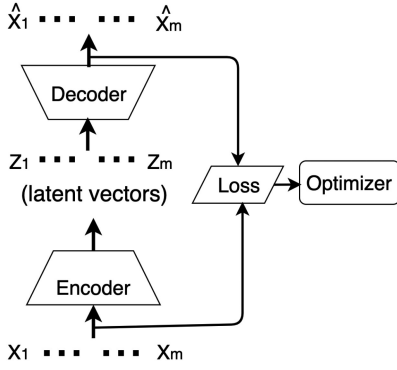 X̂1 ▪▪▪▪ ▪▪▪▪ X̂m
Decoder
Z1 ▪▪▪▪ ▪▪▪▪ Zm
(latent vectors)
Loss
Optimizer
Encoder
X1 ▪▪▪▪ ▪▪▪▪ Xm